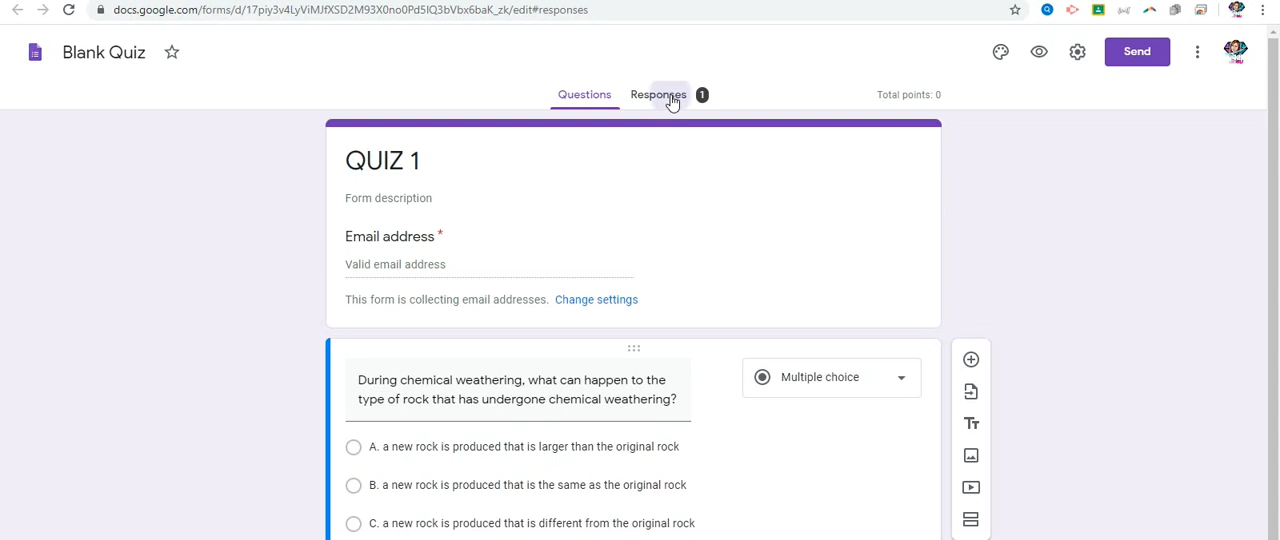 docs.google.com/forms/d/17piy3v4LyViMJfXSD2M93X0no0Pd5IQ3bVbx6baK_zk/edit#responses
Blank Quiz
Send
Questions
Responses
1
Total points: 0
QUIZ 1
Form description
Email address *
Valid email address
This form is collecting email addresses. Change settings
During chemical weathering, what can happen to the
type of rock that has undergone chemical weathering?
Multiple choice
A. a new rock is produced that is larger than the original rock
B. a new rock is produced that is the same as the original rock
C. a new rock is produced that is different from the original rock
Tт